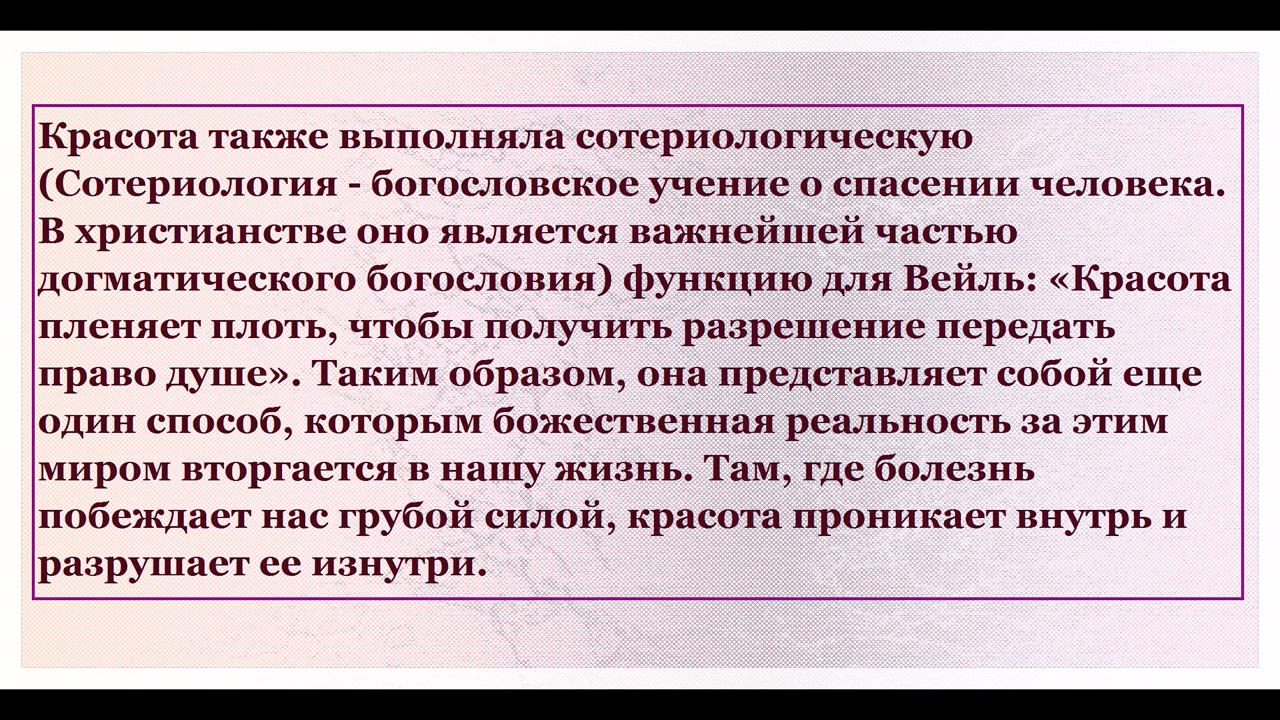 Красота также выполняла сотериологическую
(Сотериология - богословское учение о спасении человека.
В христианстве оно является важнейшей частью
догматического богословия) функцию для Вейль: «Красота
пленяет плоть, чтобы получить разрешение передать
право душе». Таким образом, она представляет собой еще
один способ, которым божественная реальность за этим
миром вторгается в нашу жизнь. Там, где болезнь
побеждает нас грубой силой, красота проникает внутрь и
разрушает ее изнутри.